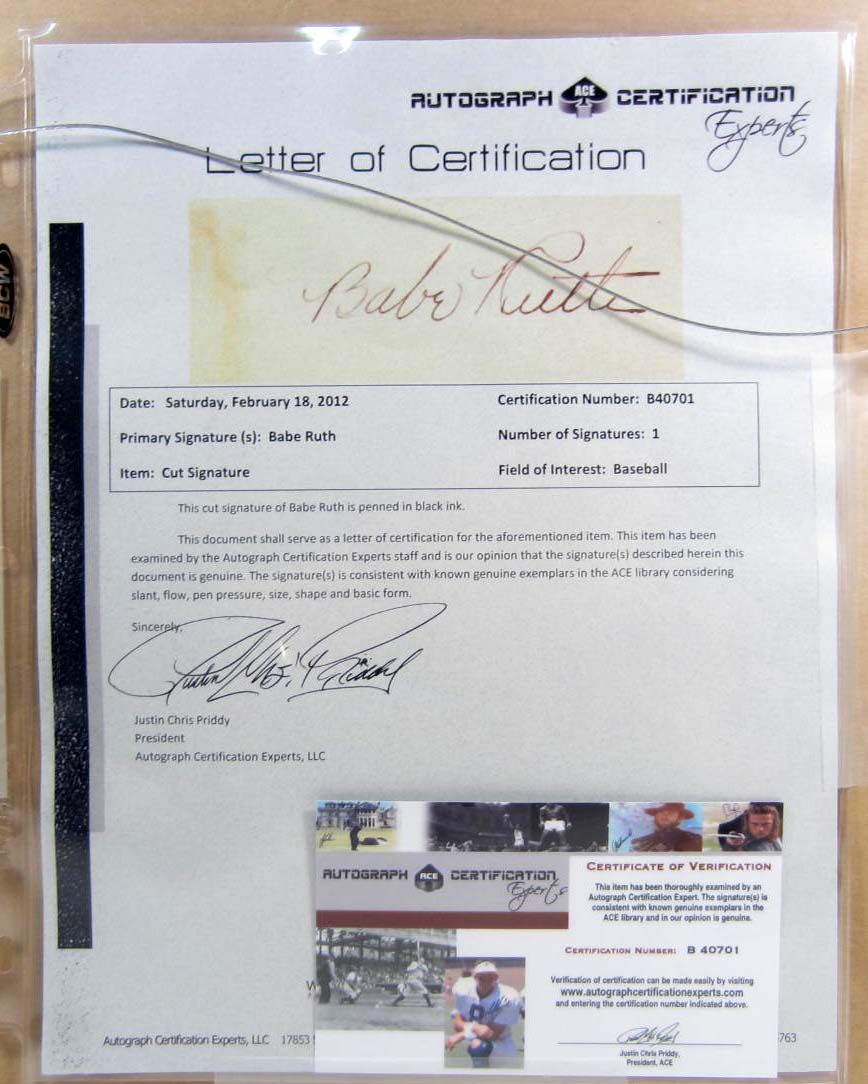 AUTOGRAPH ACE CERTIFICATION
Experts
Letter of Certification
Babe Ruth
BCW
Date: Saturday, February 18, 2012
Certification Number: B40701
Primary Signature (s): Babe Ruth
Number of Signatures: 1
Item: Cut Signature
Field of Interest: Baseball
This cut signature of Babe Ruth is penned in black ink.
This document shall serve as a letter of certification for the aforementioned item. This item has been
examined by the Autograph Certification Experts staff and is our opinion that the signature(s) described herein this
document is genuine. The signature(s) is consistent with known genuine exemplars in the ACE library considering
slant, flow, pen pressure, size, shape and basic form.
Sincerely,
Justin Chris Priddy
Justin Chris Priddy
President
Autograph Certification Experts, LLC
AUTOGRAPH ACE CERTIFICATION
Experts
CERTIFICATE OF VERIFICATION
This item has been thoroughly examined by an
Autograph Certification Expert. The signature(s) is
consistent with known genuine exemplars in the
ACE library and in our opinion is genuine.
CERTIFICATION NUMBER: B 40701
Verification of certification can be made easily by visiting
www.autographcertificationexperts.com
and entering the certification number indicated above.
Justin Chris Priddy,
President, ACE
Autograph Certification Experts, LLC 17853
763